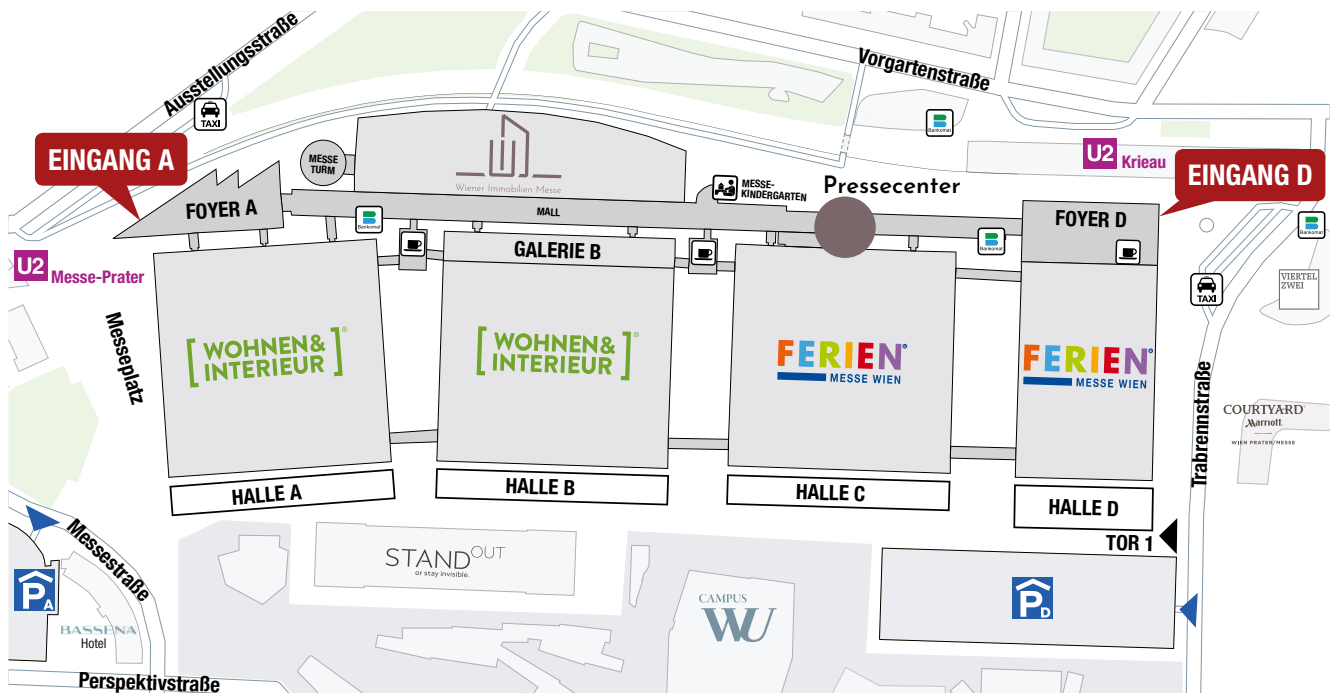 Ausstellungsstraße
Vorgartenstraße
TAXI
Bankomat
EINGANG A
MESSE
TURM
Wiener Immobilien Messe
U2 Krieau
EINGANG D
MESSE-
KINDERGARTEN
Pressecenter
FOYER A
MALL
Bankomat
FOYER D
Bankomat
Bankomat
GALERIE B
U2 Messe-Prater
TAXI
VIERTEL
ZWEI
Messeplatz
[ WOHNEN&
INTERIEUR ]®
[ WOHNEN&
INTERIEUR ]®
FERIEN®
MESSE WIEN
FERIEN®
MESSE WIEN
Trabrennstraße
COURTYARD®
Marriott
WIEN PRATER/MESSE
HALLE A
HALLE B
HALLE C
HALLE D
TOR 1
Messestraße
STANDOUT
or stay invisible.
PA
CAMPUS
WU
PD
BASSENA
Hotel
Perspektivstraße